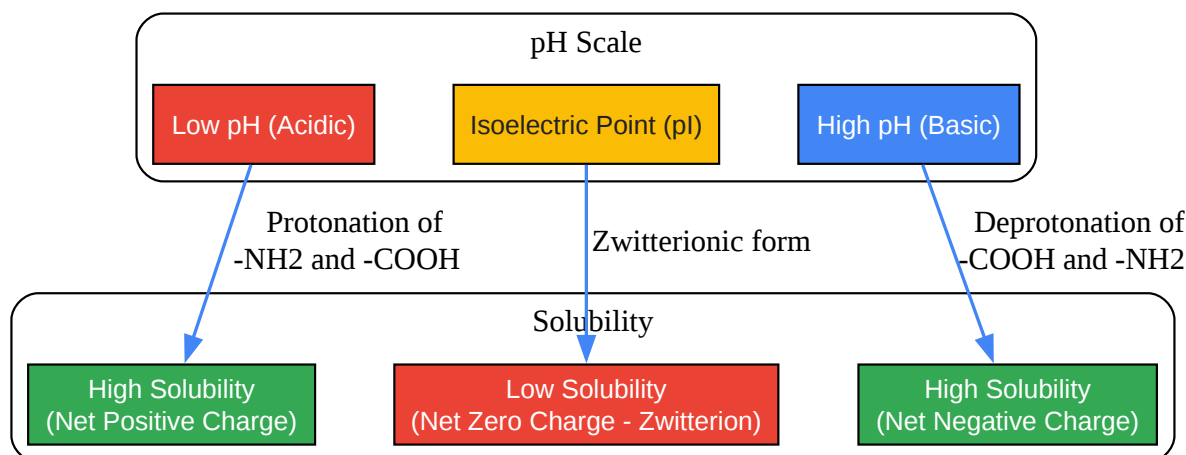 pH Scale
Low pH (Acidic)
Isoelectric Point (pI)
High pH (Basic)
Protonation of
-NH2 and -COOH
Zwitterionic form
Deprotonation of
-COOH and -NH2
Solubility
High Solubility
(Net Positive Charge)
Low Solubility
(Net Zero Charge - Zwitterion)
High Solubility
(Net Negative Charge)